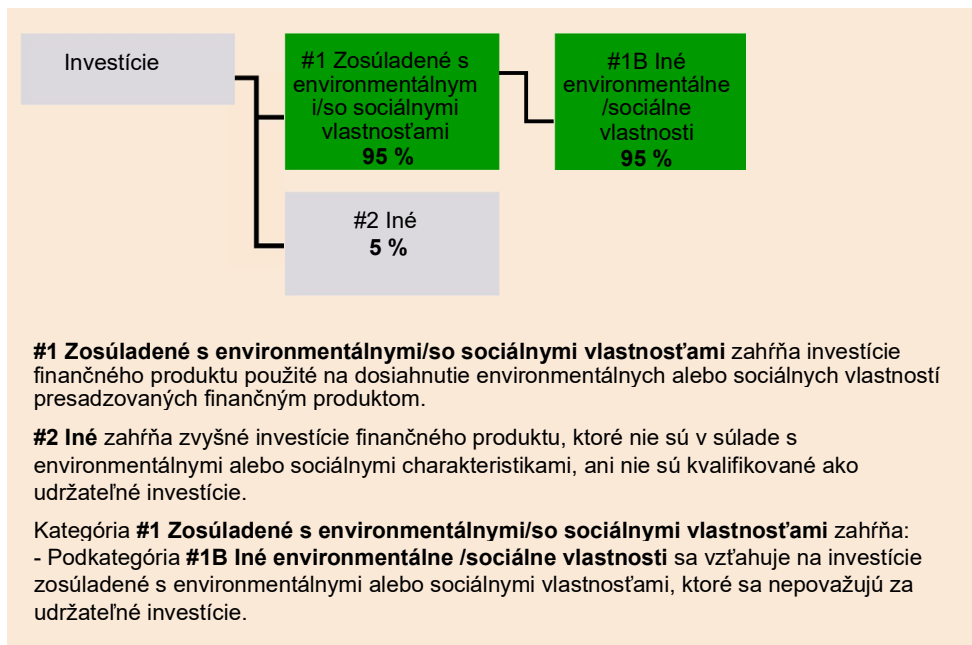 Investície
#1 Zosúladené s
environmentálnym
i/so sociálnymi
vlastnosťami
95 %
#1B Iné
environmentálne
/sociálne
vlastnosti
95 %
#2 Iné
5 %
#1 Zosúladené s environmentálnymi/so sociálnymi vlastnosťami zahŕňa investície
finančného produktu použité na dosiahnutie environmentálnych alebo sociálnych vlastností
presadzovaných finančným produktom.
#2 Iné zahŕňa zvyšné investície finančného produktu, ktoré nie sú v súlade s
environmentálnymi alebo sociálnymi charakteristikami, ani nie sú kvalifikované ako
udržateľné investície.
Kategória #1 Zosúladené s environmentálnymi/so sociálnymi vlastnosťami zahŕňa:
- Podkategória #1B Iné environmentálne /sociálne vlastnosti sa vzťahuje na investície
zosúladené s environmentálnymi alebo sociálnymi vlastnosťami, ktoré sa nepovažujú za
udržateľné investície.